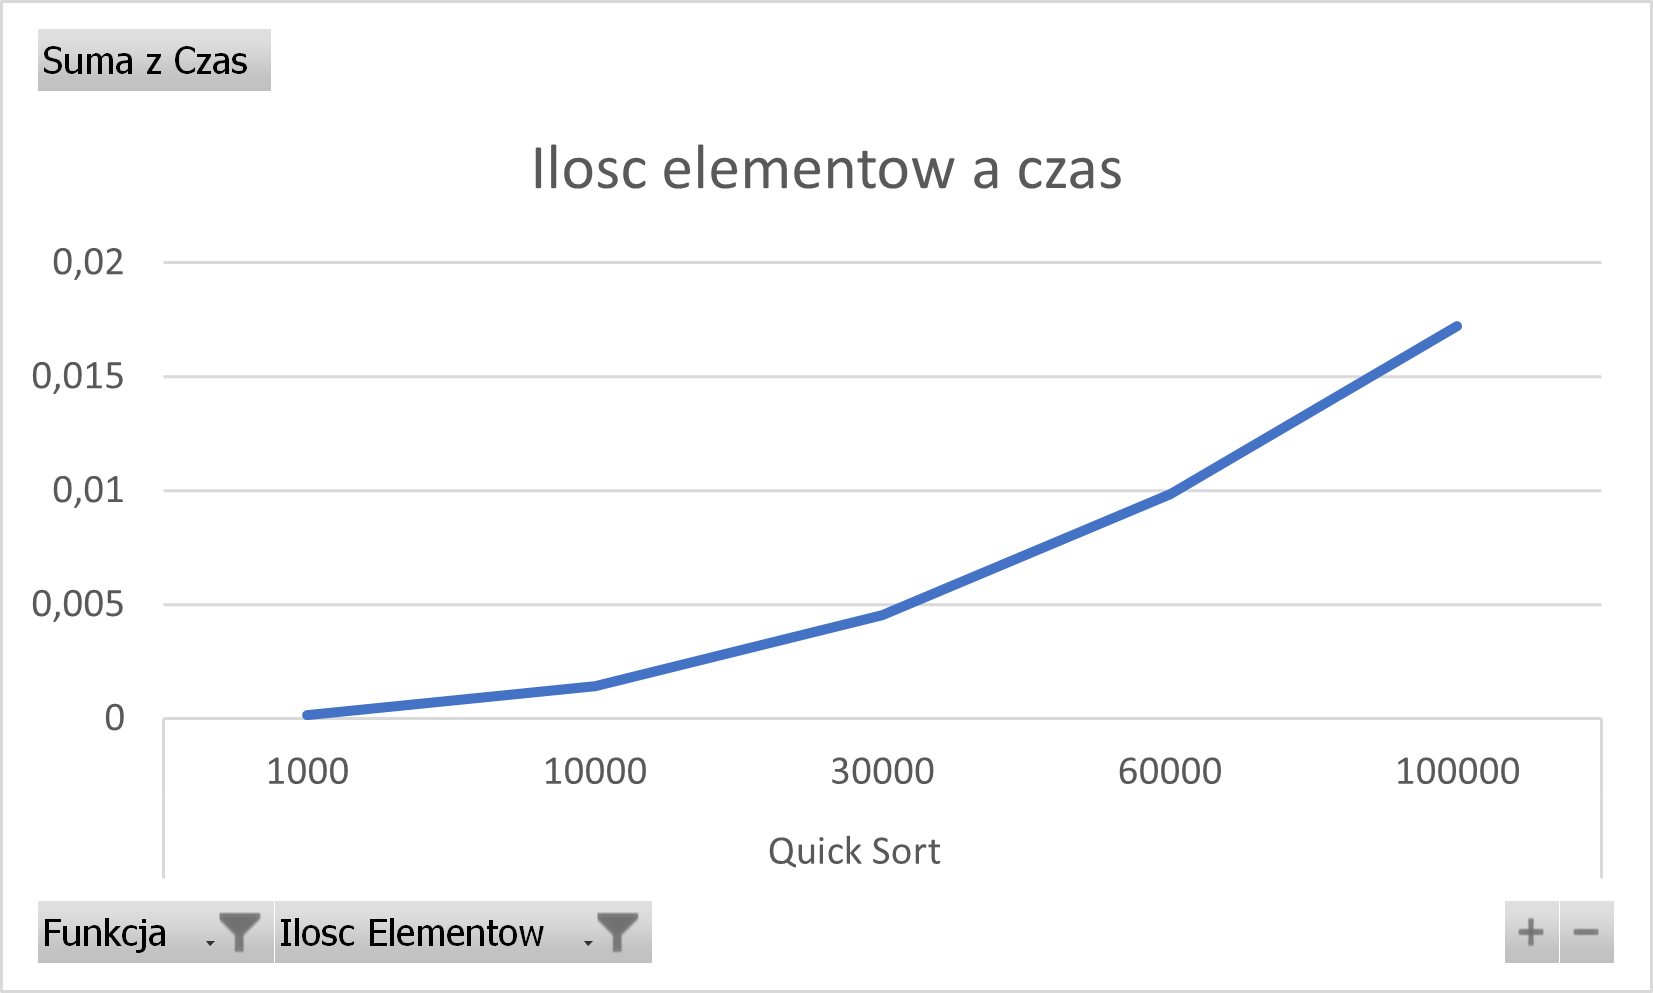 Suma z Czas
Ilosc elementow a czas
0,02
0,015
0,01
0,005
0
1000 10000 30000 60000 100000
Quick Sort
Funkcja Ilosc Elementow + −